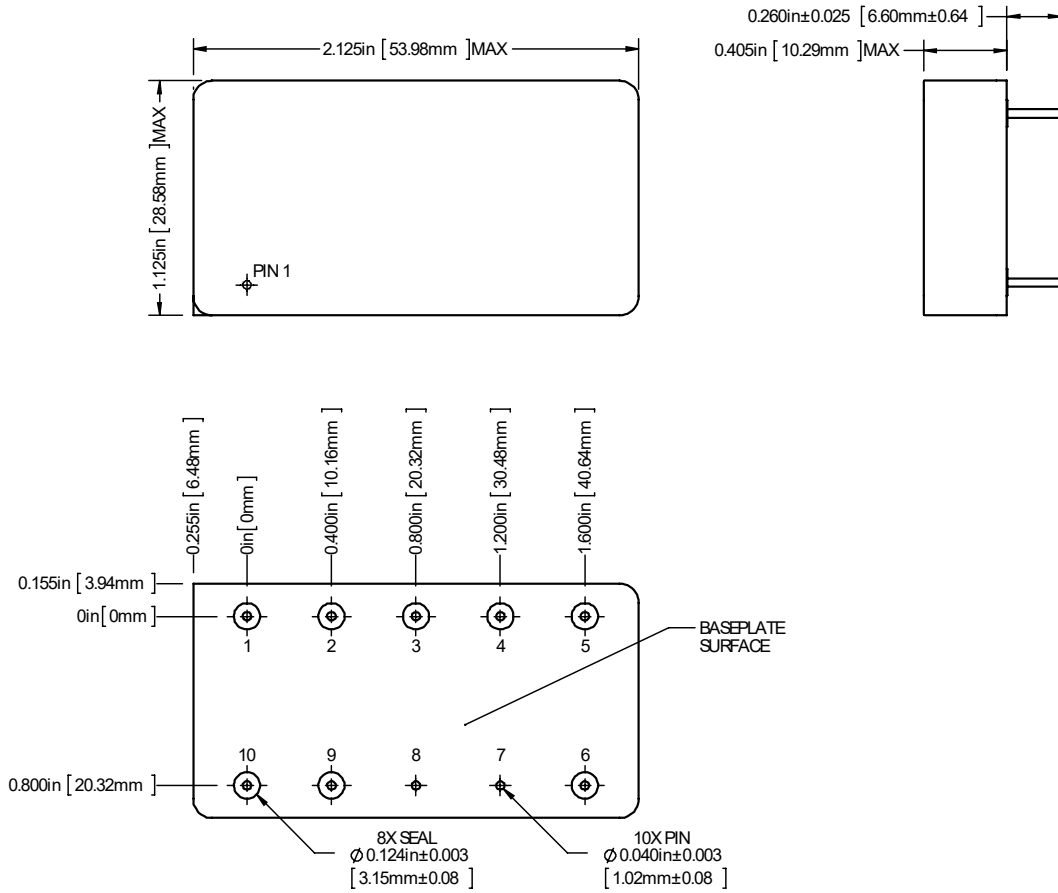 0.260in±0.025 [6.60mm±0.64 ]
2.125in [53.98mm ]MAX
0.405in [10.29mm ]MAX
1.125in [28.58mm ]MAX
PIN 1
0.255in [6.48mm ]
0in[0mm]
0.400in [10.16mm ]
0.800in [20.32mm ]
1.200in [30.48mm ]
1.600in [40.64mm ]
0.155in [3.94mm ]
0in[0mm ]
1
2
3
4
5
BASEPLATE
SURFACE
10
9
8
7
6
0.800in [20.32mm ]
8X SEAL
Ø0.124in±0.003
[3.15mm±0.08 ]
10X PIN
Ø0.040in±0.003
[1.02mm±0.08 ]